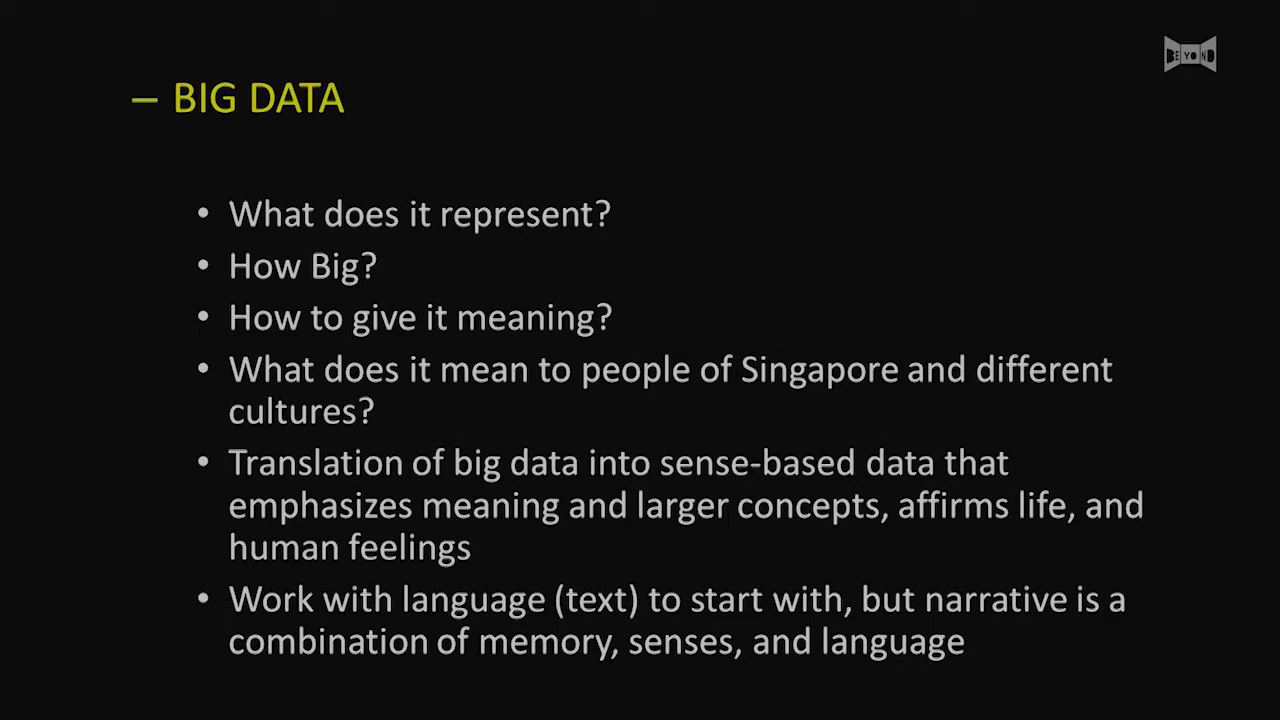 BEYOND
– BIG DATA
• What does it represent?
• How Big?
• How to give it meaning?
• What does it mean to people of Singapore and different
cultures?
• Translation of big data into sense-based data that
emphasizes meaning and larger concepts, affirms life, and
human feelings
• Work with language (text) to start with, but narrative is a
combination of memory, senses, and language